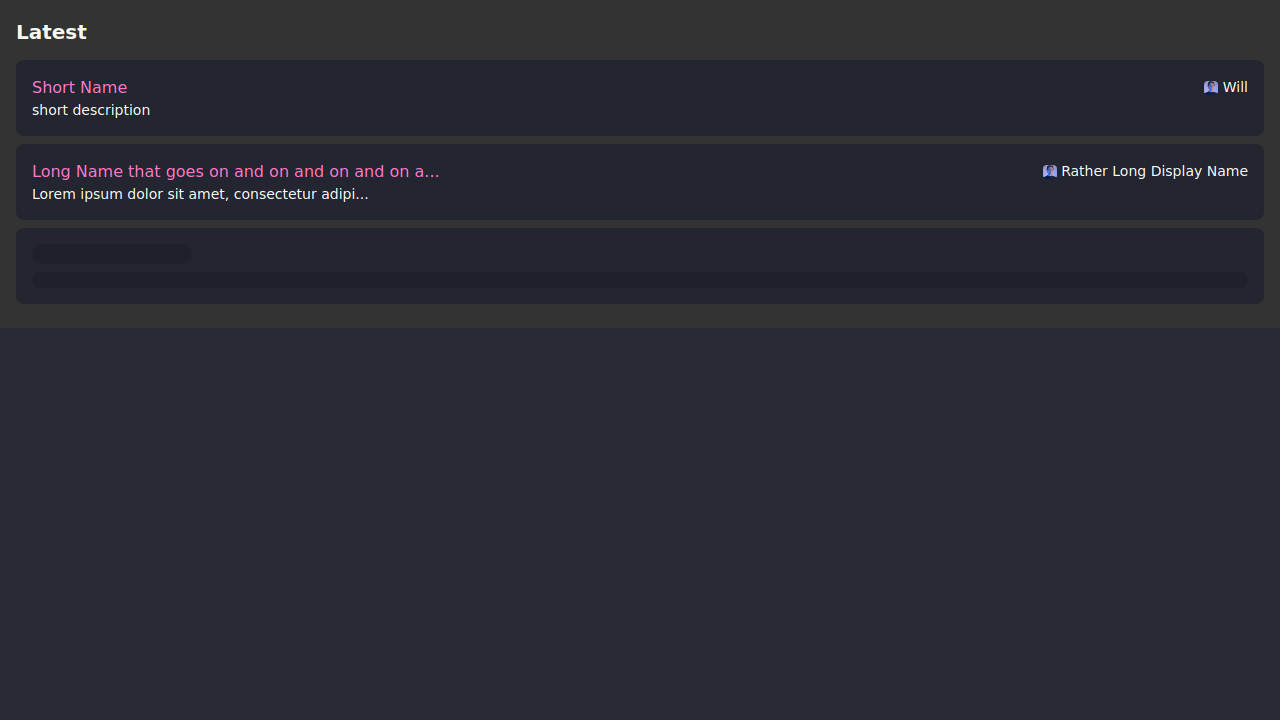 Latest
Short Name
Will
short description
Long Name that goes on and on and on and on a...
Rather Long Display Name
Lorem ipsum dolor sit amet, consectetur adipi...